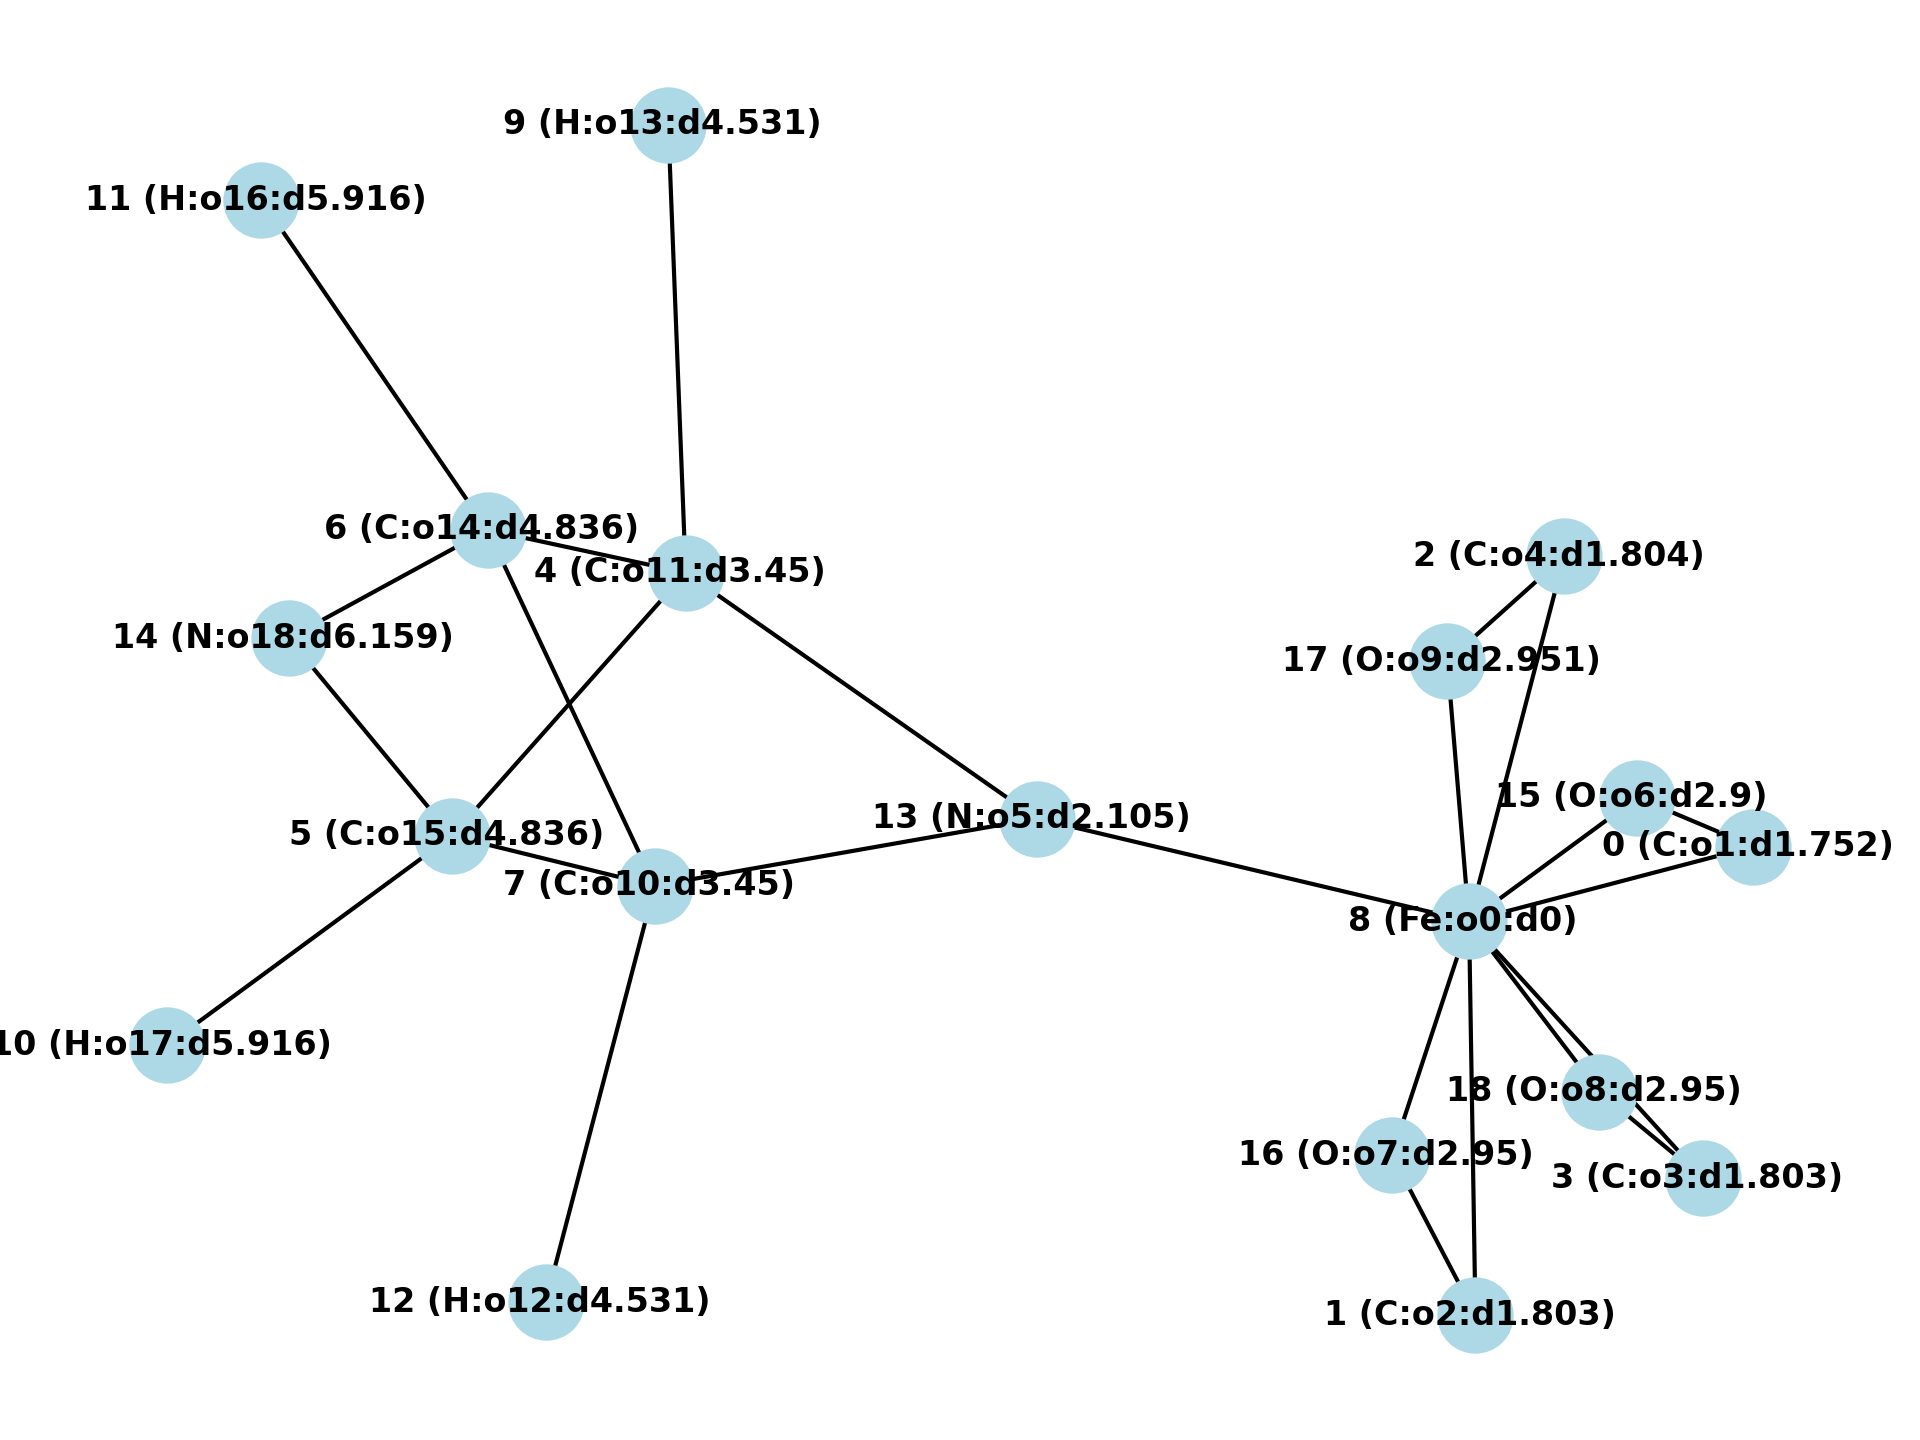 9 (H:o13:d4.531)
11 (H:o16:d5.916)
6 (C:o14:d4.836)
2 (C:o4:d1.804)
4 (C:o11:d3.45)
14 (N:o18:d6.159)
17 (O:o9:d2.951)
15 (O:o6:d2.9)
13 (N:o5:d2.105)
5 (C:o15:d4.836)
0 (C:o1:d1.752)
7 (C:o10:d3.45)
8 (Fe:o0:d0)
10 (H:o17:d5.916)
18 (O:o8:d2.95)
16 (O:o7:d2.95)
3 (C:o3:d1.803)
12 (H:o12:d4.531)
1 (C:o2:d1.803)